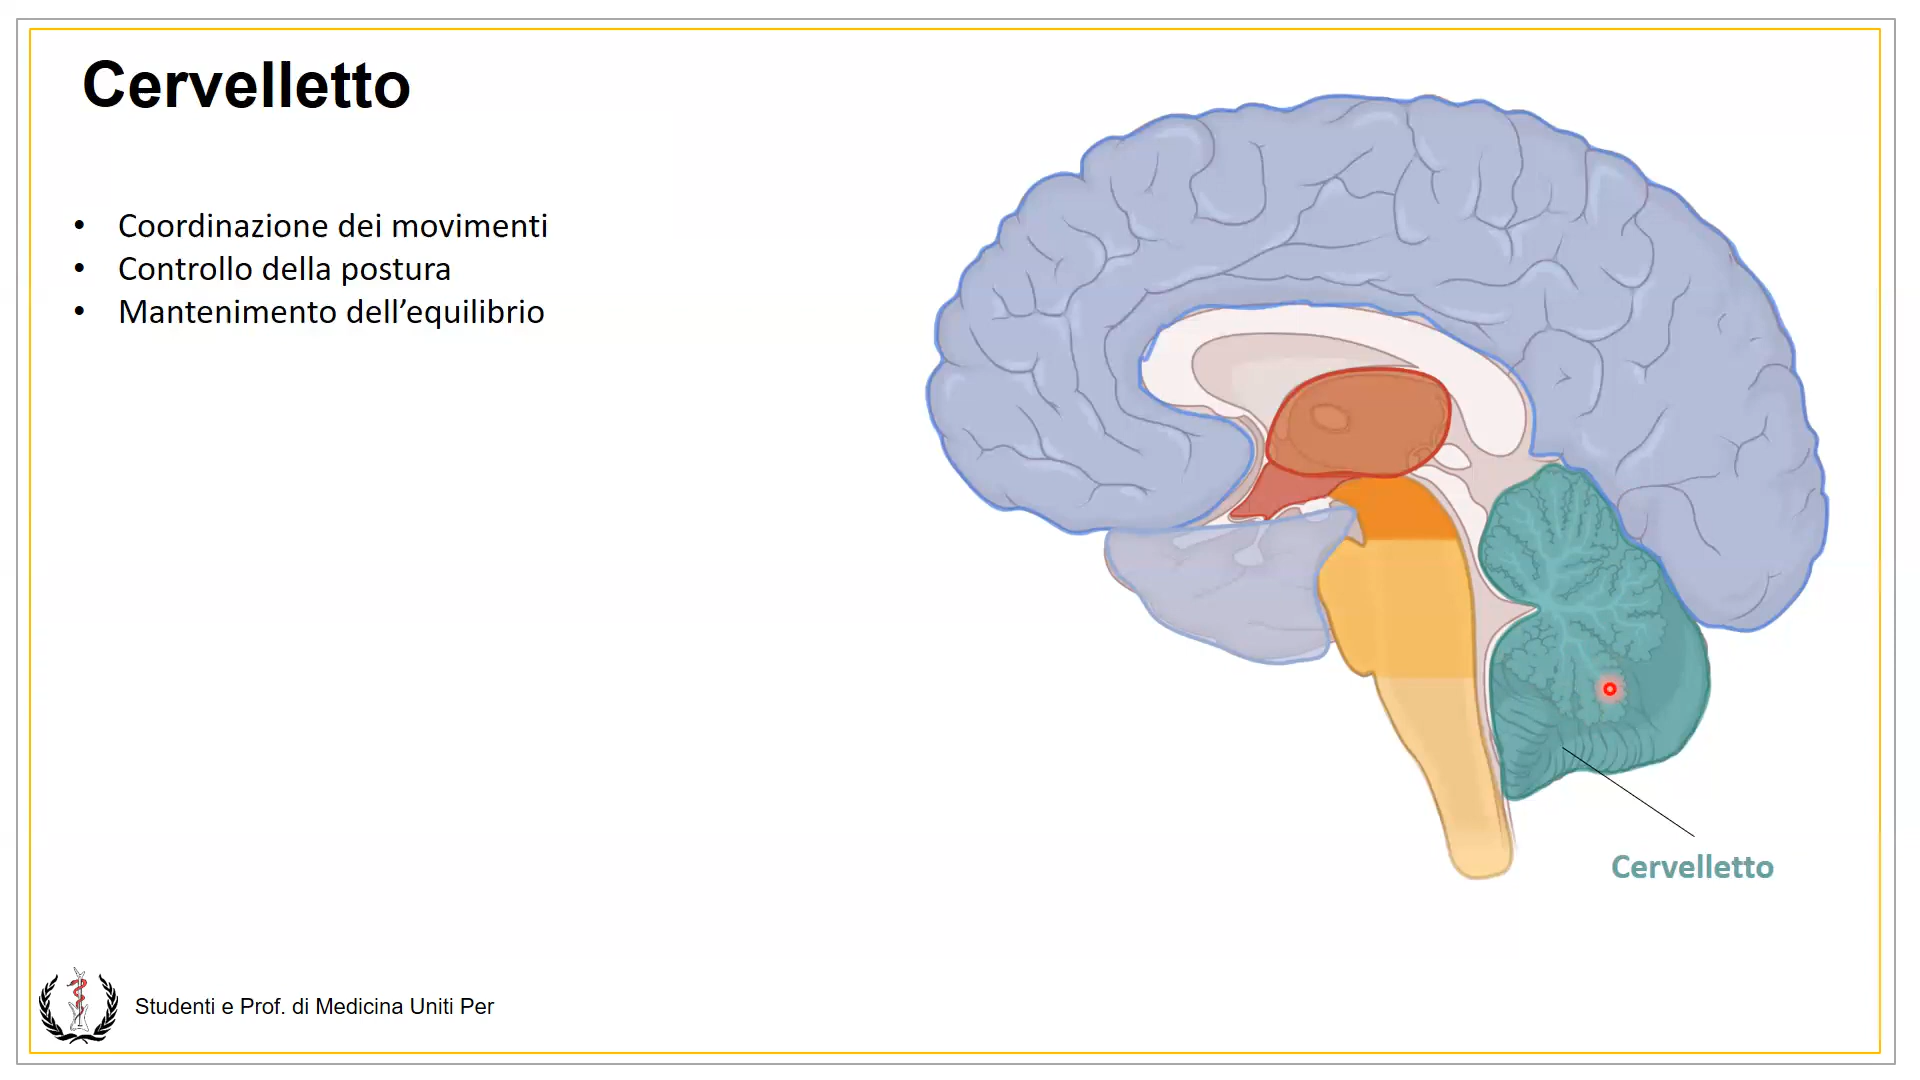 Cervelletto
• Coordinazione dei movimenti
• Controllo della postura
• Mantenimento dell’equilibrio
Cervelletto
Studenti e Prof. di Medicina Uniti Per